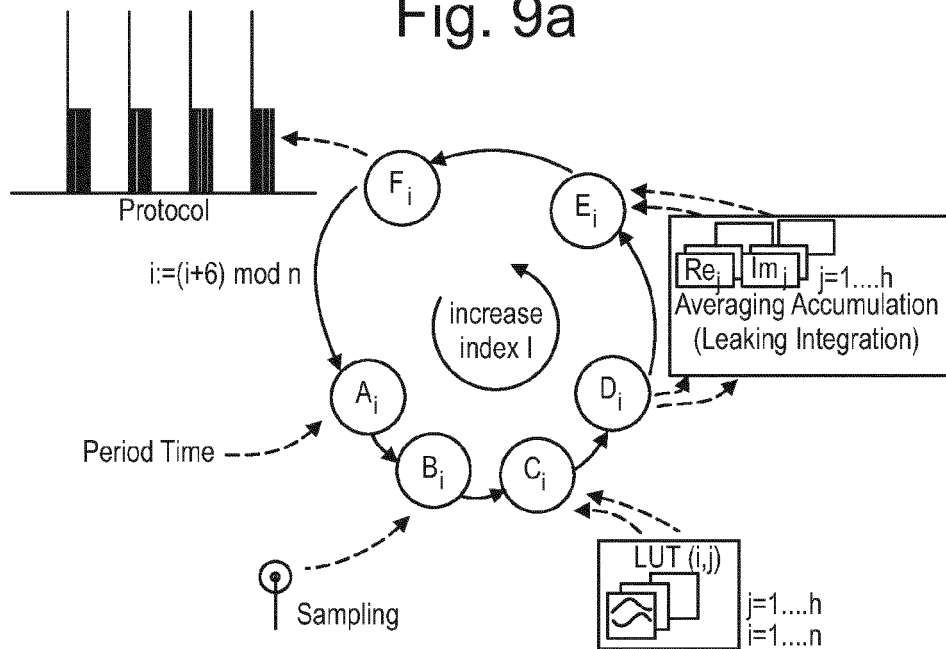 Fig. 9a
Protocol
F_i
E_i
i:=(i+6) mod n
Re_j
Im_j
j=1....h
Averaging Accumulation
(Leaking Integration)
increase
index I
A_i
D_i
Period Time
B_i
C_i
LUT (i,j)
Sampling
j=1....h
i=1....n